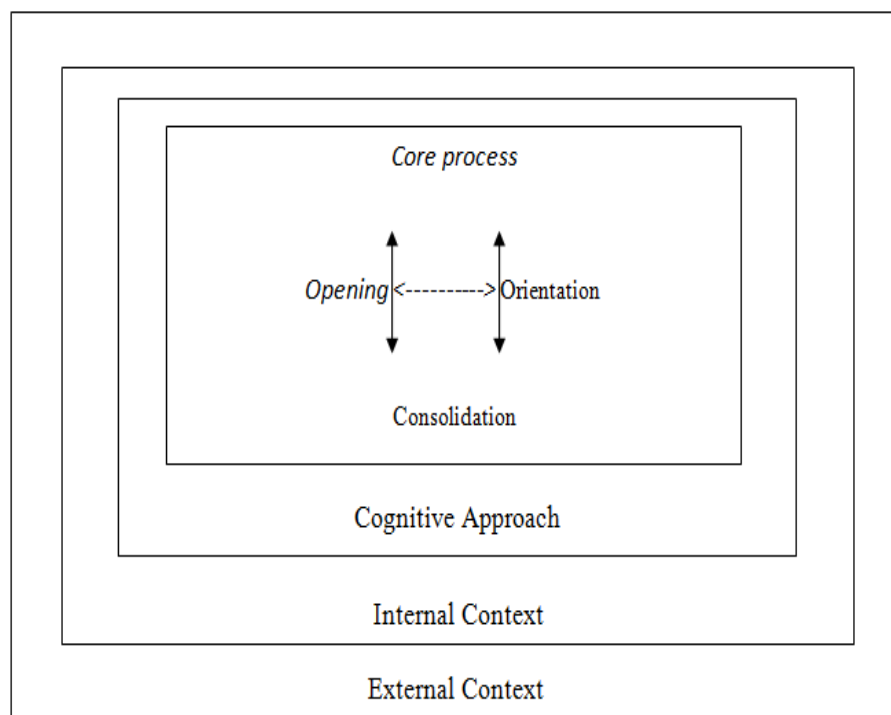 Core process
Opening<---------->Orientation
Consolidation
Cognitive Approach
Internal Context
External Context